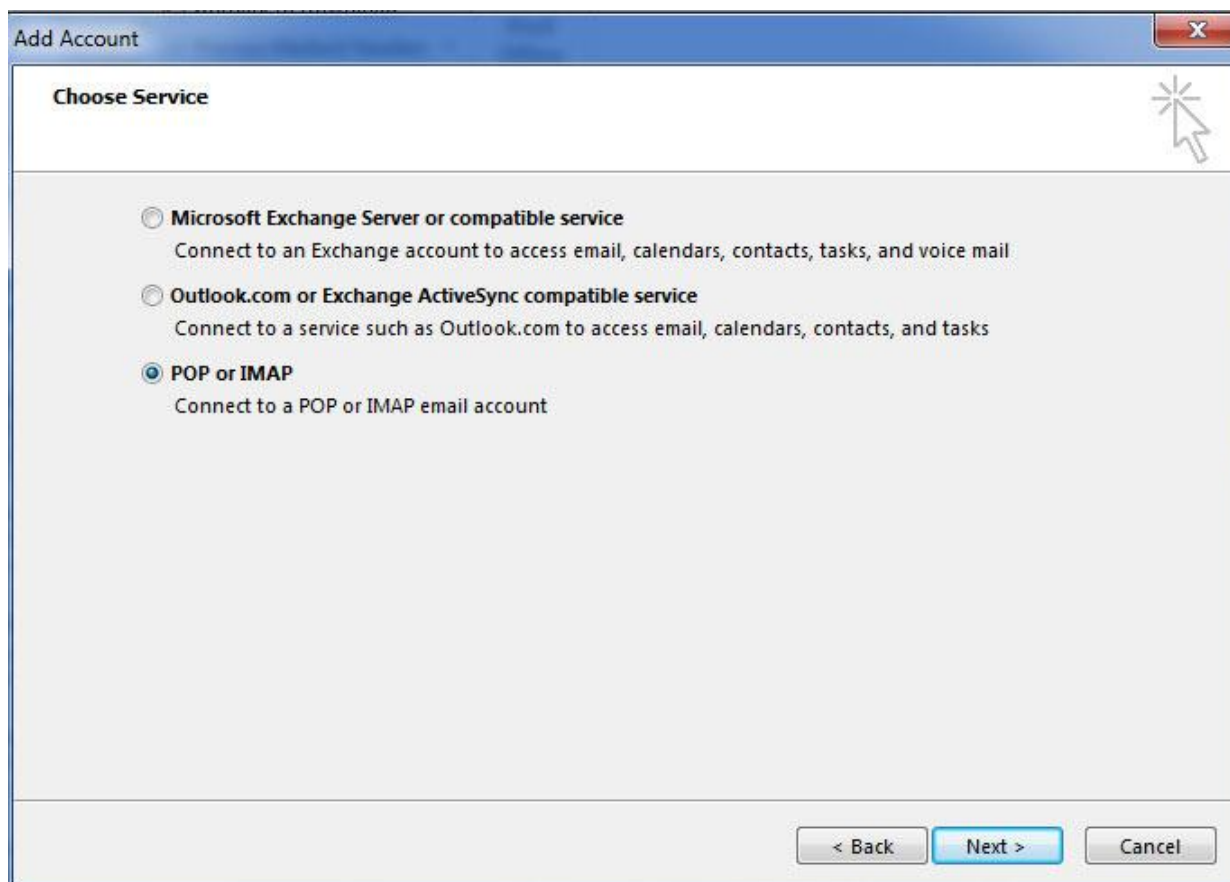 Add Account
Choose Service
Microsoft Exchange Server or compatible service
Connect to an Exchange account to access email, calendars, contacts, tasks, and voice mail
Outlook.com or Exchange ActiveSync compatible service
Connect to a service such as Outlook.com to access email, calendars, contacts, and tasks
POP or IMAP
Connect to a POP or IMAP email account
< Back Next > Cancel